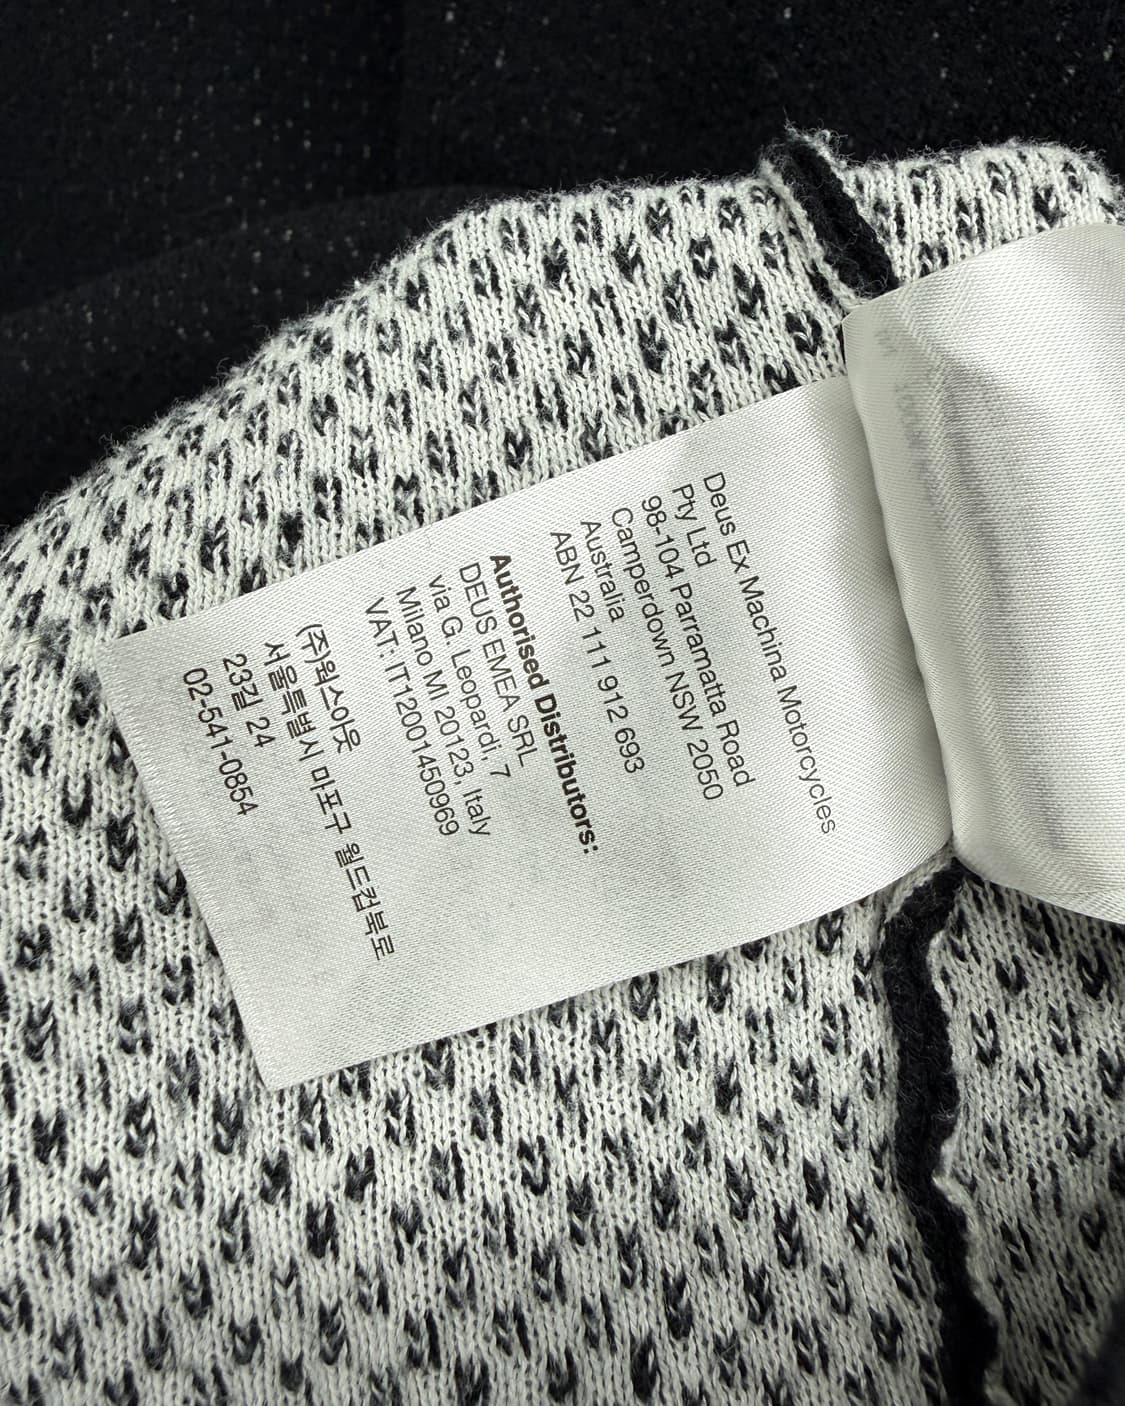 Deus Ex Machina Motorcycles
Pty Ltd
98-104 Parramatta Road
Camperdown NSW 2050
Australia
ABN 22 111 912 693
Authorised Distributors:
DEUS EMEA SRL
via G. Leopardi, 7
Milano MI 20123, Italy
VAT: IT12001450969
(주)웍스아웃
서울특별시 마포구 월드컵북로
23길 24
02-541-0854